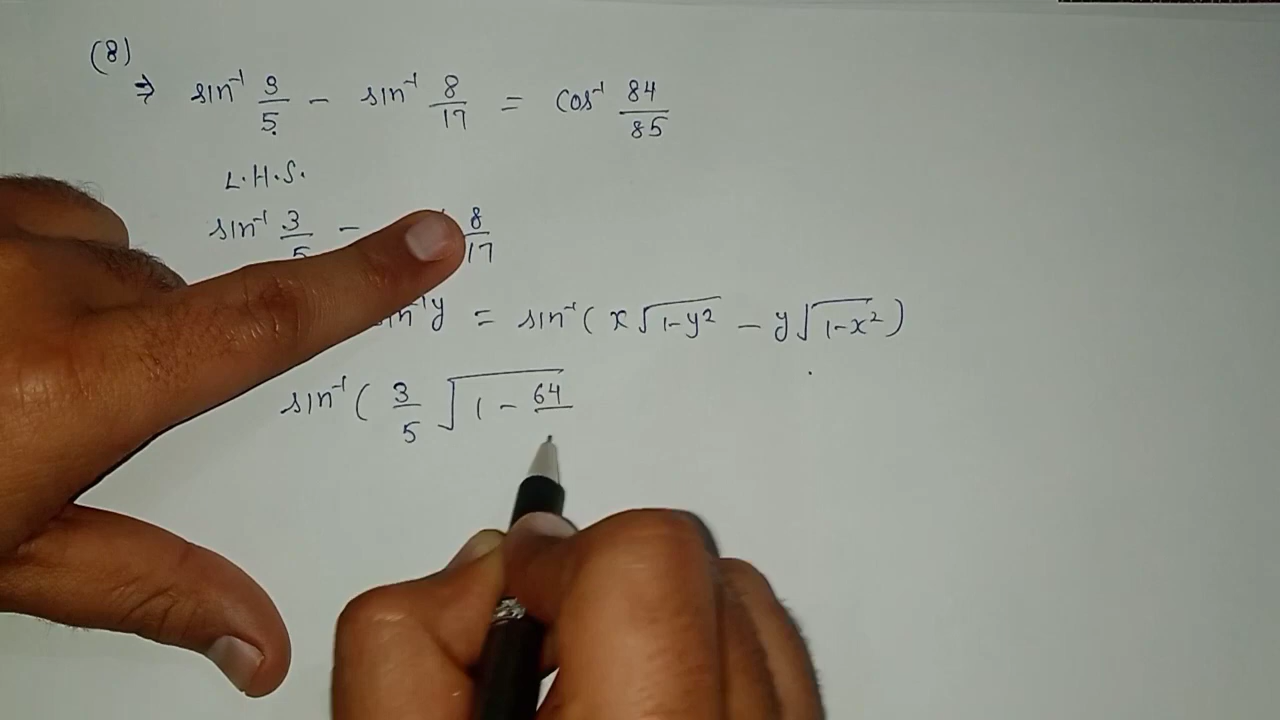 (8)
⇒ sin⁻¹ 3/5 - sin⁻¹ 8/17 = cos⁻¹ 84/85
L.H.S.
sin⁻¹ 3/5 - 8/17
y = sin⁻¹( x√1-y² - y√1-x² )
sin⁻¹( 3/5 √1 - 64